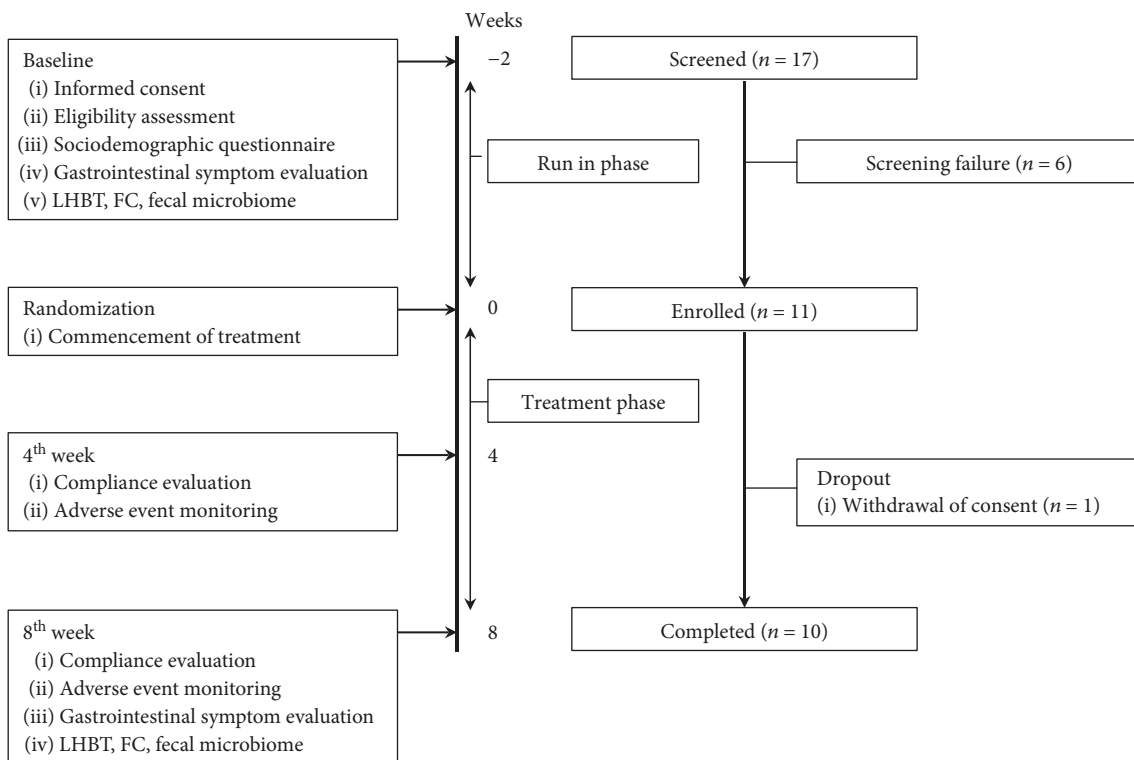 Weeks
Baseline
(i) Informed consent
(ii) Eligibility assessment
(iii) Sociodemographic questionnaire
(iv) Gastrointestinal symptom evaluation
(v) LHBT, FC, fecal microbiome
−2
Screened (n = 17)
Run in phase
Screening failure (n = 6)
Randomization
(i) Commencement of treatment
0
Enrolled (n = 11)
Treatment phase
4th week
(i) Compliance evaluation
(ii) Adverse event monitoring
4
Dropout
(i) Withdrawal of consent (n = 1)
8th week
(i) Compliance evaluation
(ii) Adverse event monitoring
(iii) Gastrointestinal symptom evaluation
(iv) LHBT, FC, fecal microbiome
8
Completed (n = 10)